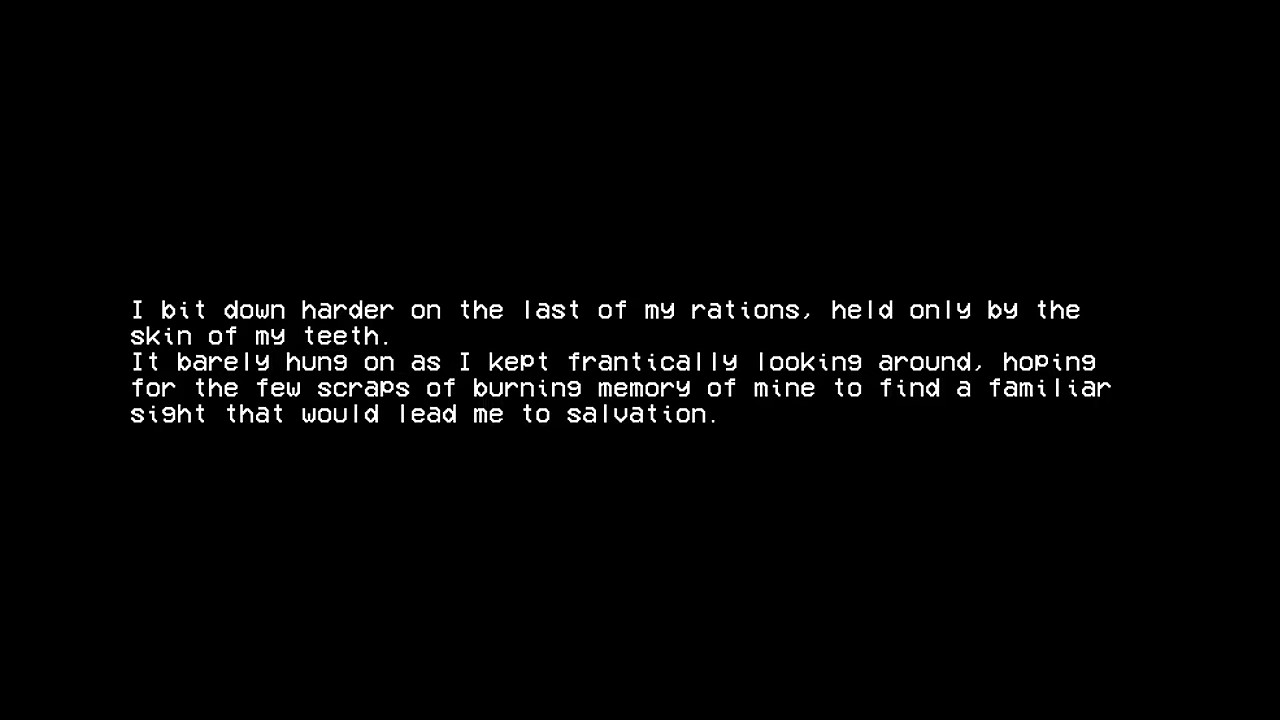 I bit down harder on the last of my rations, held only by the
skin of my teeth.
It barely hung on as I kept frantically looking around, hoping
for the few scraps of burning memory of mine to find a familiar
sight that would lead me to salvation.